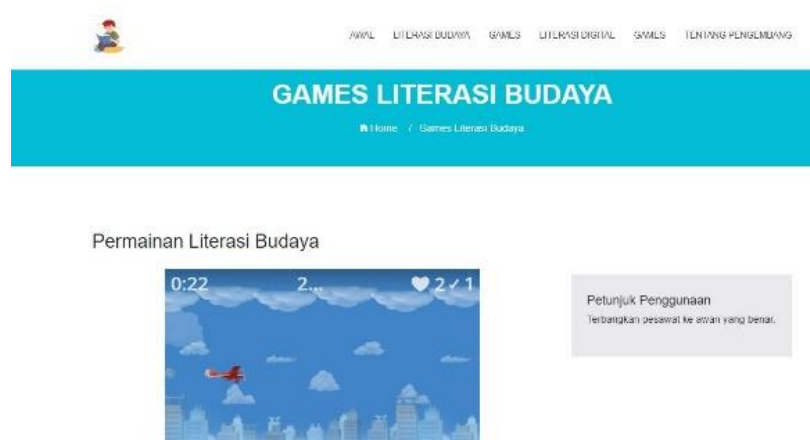 AWAL LITERASI BUDAYA GAMES LITERASI DIGITAL GAMES TENTANG PENGEMBANG
GAMES LITERASI BUDAYA
Home / Games Literasi Budaya
Permainan Literasi Budaya
0:22 2... 2 ✓ 1
Petunjuk Penggunaan
Terbangkan pesawat ke awan yang benar.